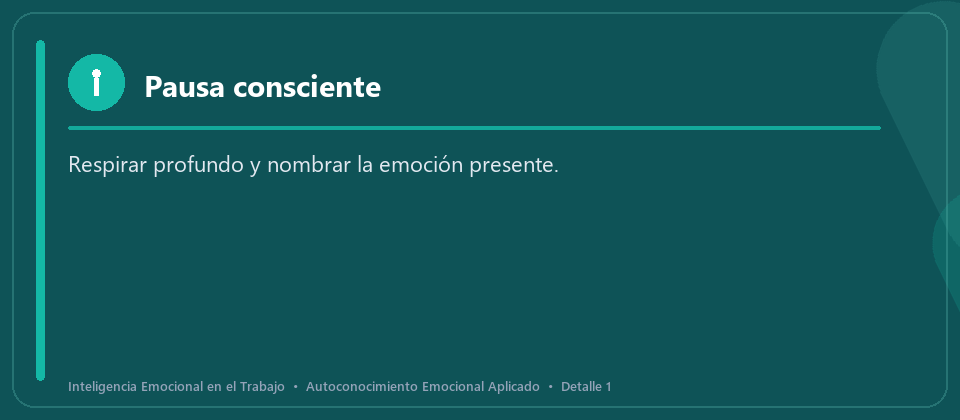 Pausa consciente
Respirar profundo y nombrar la emoción presente.
Inteligencia Emocional en el Trabajo • Autoconocimiento Emocional Aplicado • Detalle 1